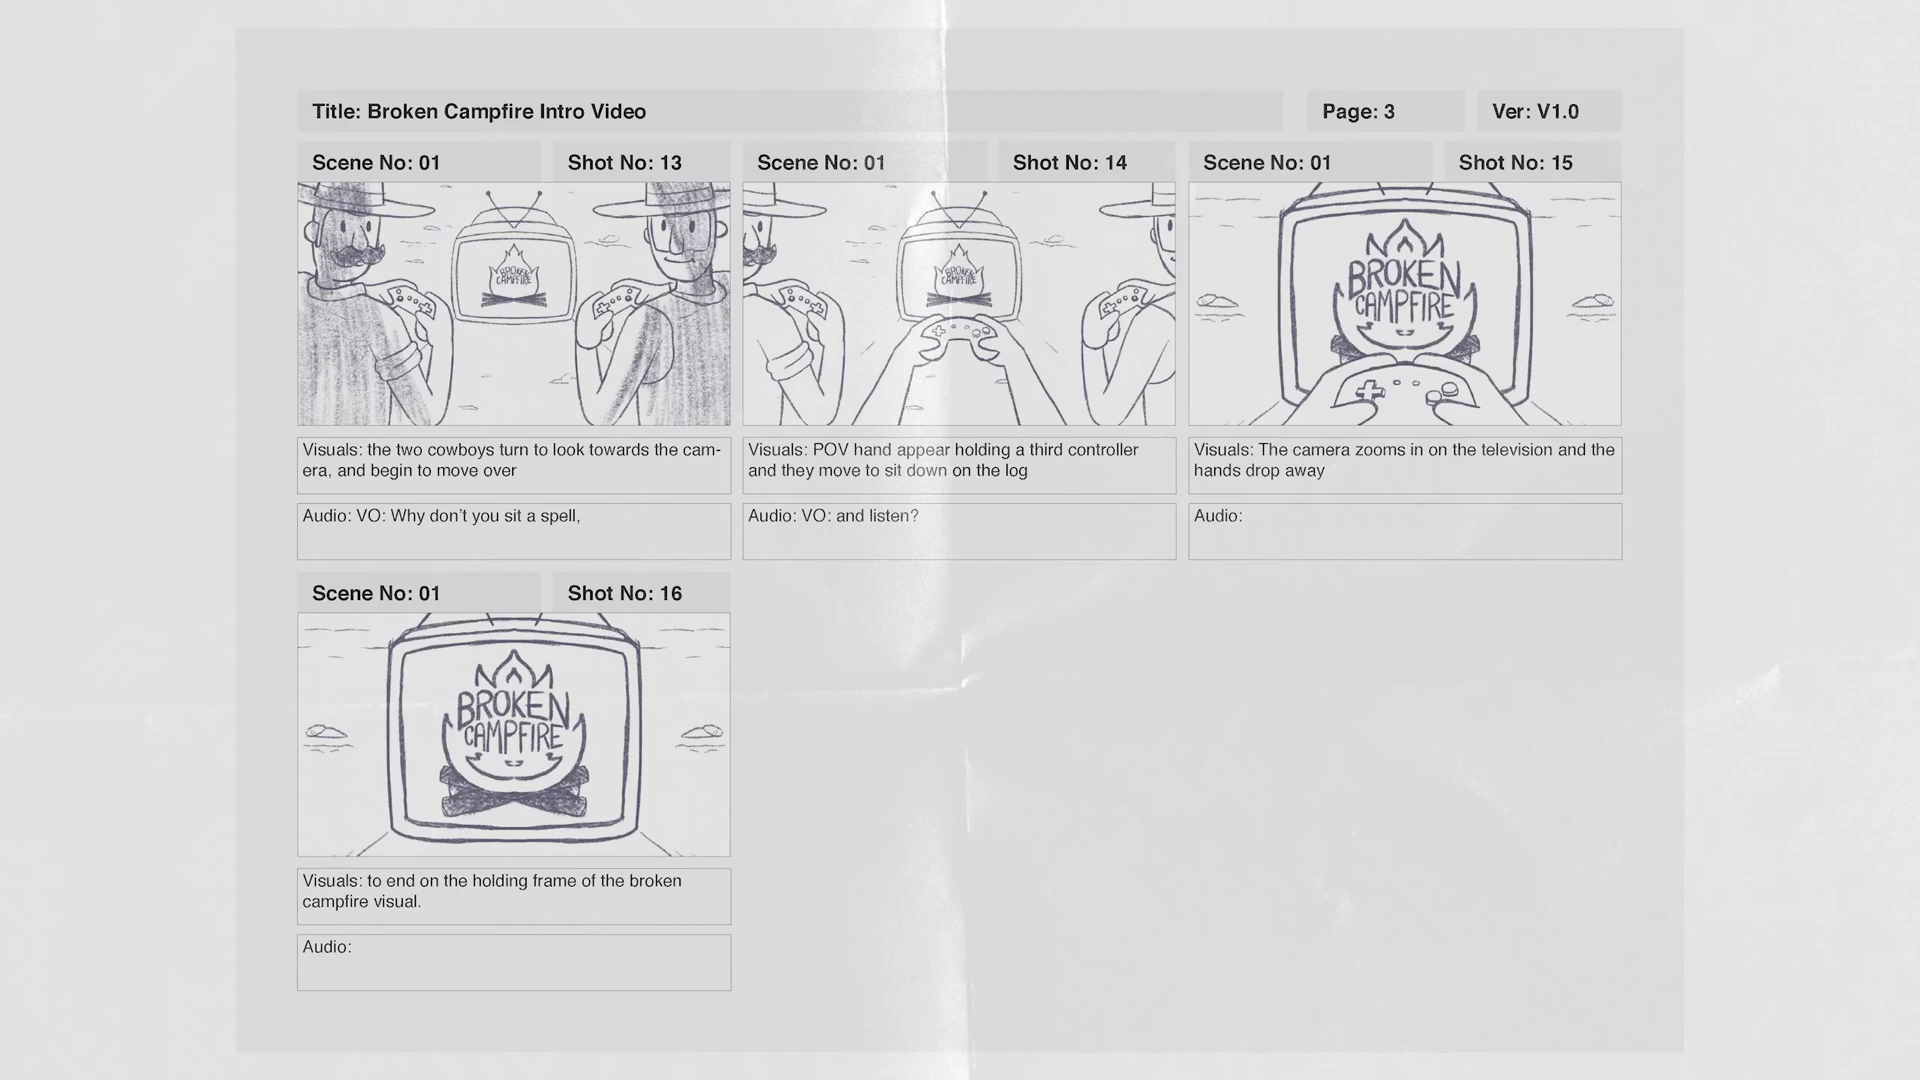 Title: Broken Campfire Intro Video
Page: 3
Ver: V1.0
Scene No: 01
Shot No: 13
BROKEN
CAMPFIRE
Visuals: the two cowboys turn to look towards the cam-
era, and begin to move over
Audio: VO: Why don't you sit a spell,
Scene No: 01
Shot No: 14
BROKEN
CAMPFIRE
Visuals: POV hand appear holding a third controller
and they move to sit down on the log
Audio: VO: and listen?
Scene No: 01
Shot No: 15
BROKEN
CAMPFIRE
Visuals: The camera zooms in on the television and the
hands drop away
Audio:
Scene No: 01
Shot No: 16
BROKEN
CAMPFIRE
Visuals: to end on the holding frame of the broken
campfire visual.
Audio: